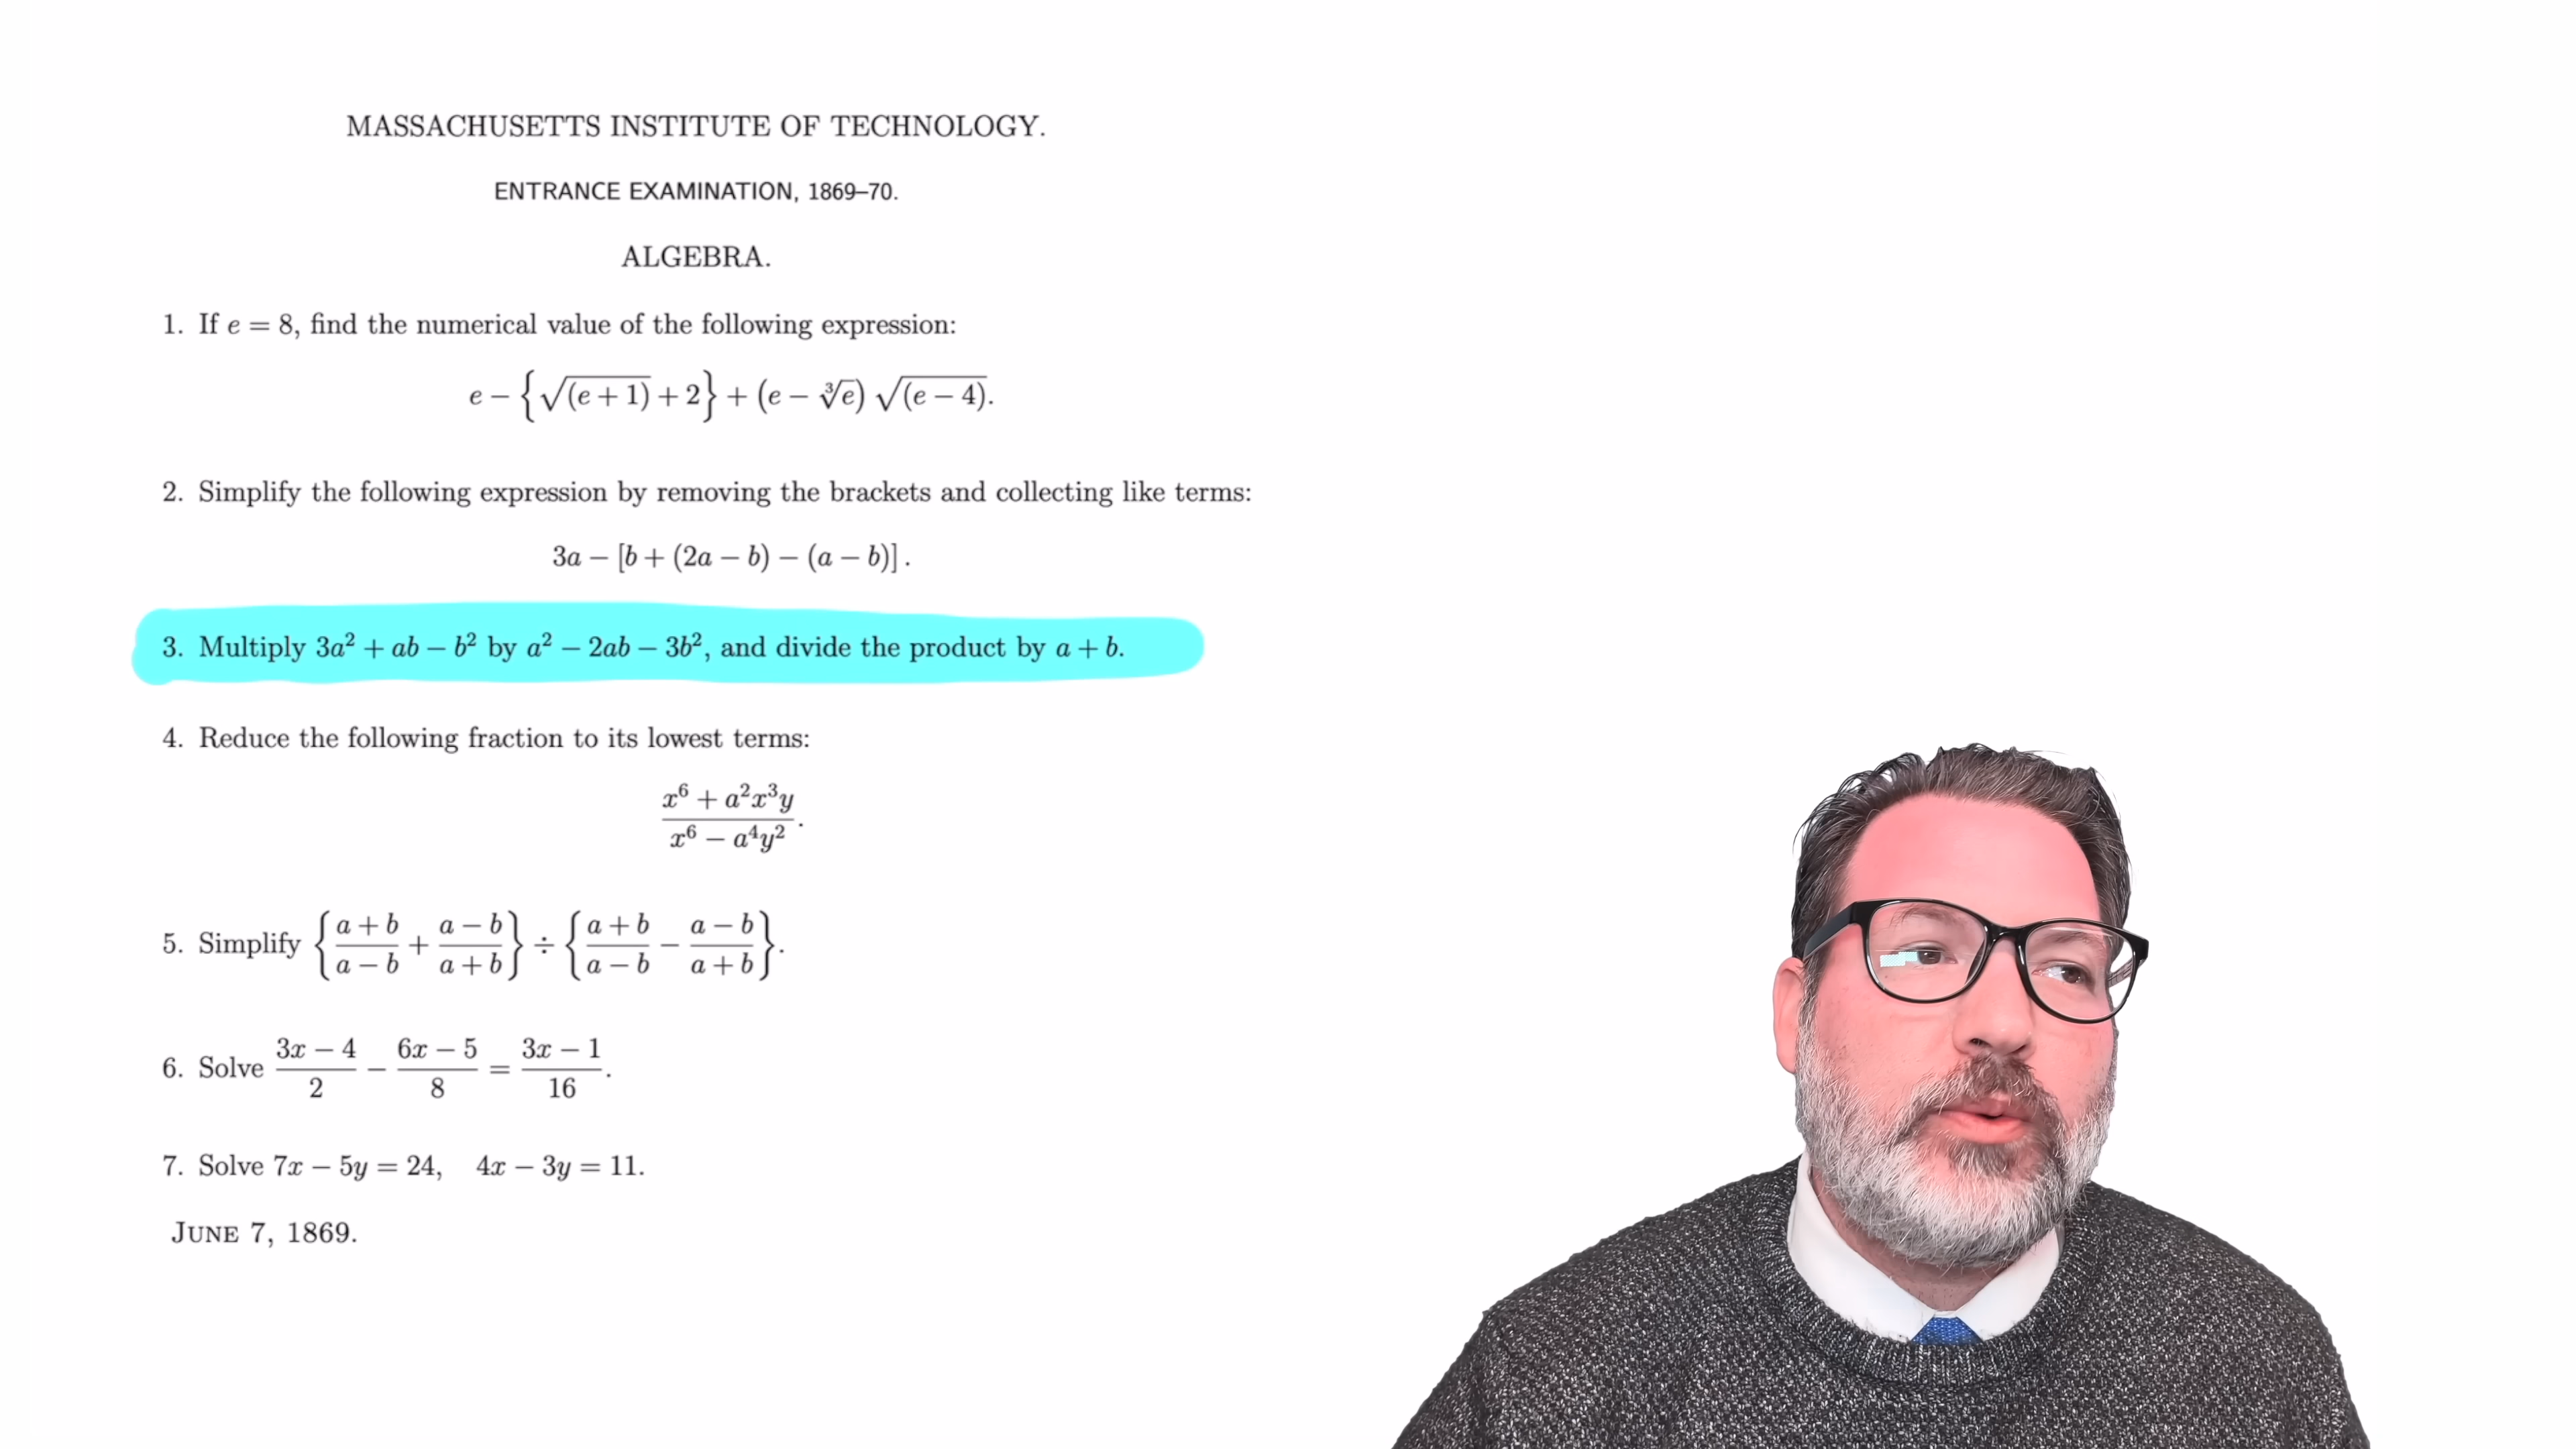 MASSACHUSETTS INSTITUTE OF TECHNOLOGY.
ENTRANCE EXAMINATION, 1869–70.
ALGEBRA.
1. If e = 8, find the numerical value of the following expression:
e − {√(e + 1) + 2} + (e − ∛e) √(e − 4).
2. Simplify the following expression by removing the brackets and collecting like terms:
3a − [b + (2a − b) − (a − b)].
3. Multiply 3a² + ab − b² by a² − 2ab − 3b², and divide the product by a + b.
4. Reduce the following fraction to its lowest terms:
x⁶ + a²x³y
x⁶ − a⁴y².
5. Simplify {(a + b)/(a − b) + (a − b)/(a + b)} ÷ {(a + b)/(a − b) − (a − b)/(a + b)}.
6. Solve (3x − 4)/2 − (6x − 5)/8 = (3x − 1)/16.
7. Solve 7x − 5y = 24, 4x − 3y = 11.
JUNE 7, 1869.